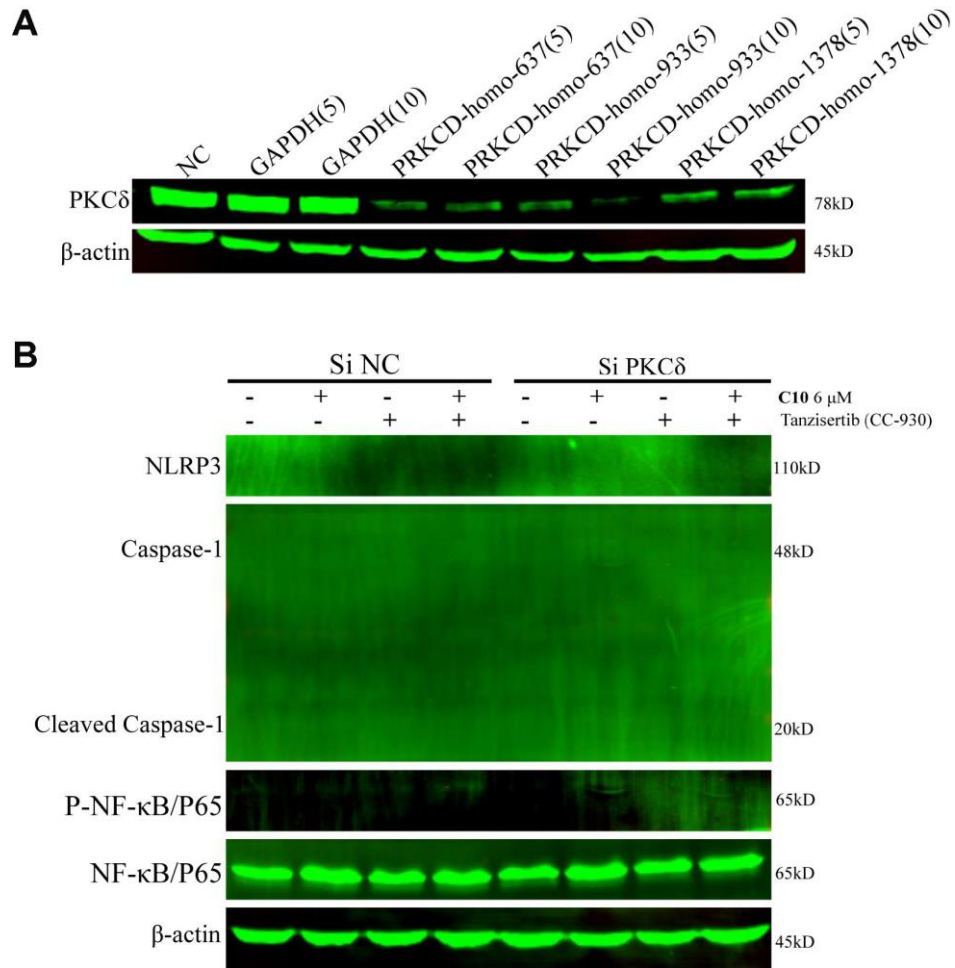 A
NC GAPDH(5) GAPDH(10) PRKCD-homo-637(5) PRKCD-homo-637(10) PRKCD-homo-933(5) PRKCD-homo-933(10) PRKCD-homo-1378(5) PRKCD-homo-1378(10)
PKCδ 78kD
β-actin 45kD
B
Si NC Si PKCδ
- + - + - + - + C10 6 μM
- - + + - - + + Tanzisertib (CC-930)
NLRP3 110kD
Caspase-1 48kD
Cleaved Caspase-1 20kD
P-NF-κB/P65 65kD
NF-κB/P65 65kD
β-actin 45kD